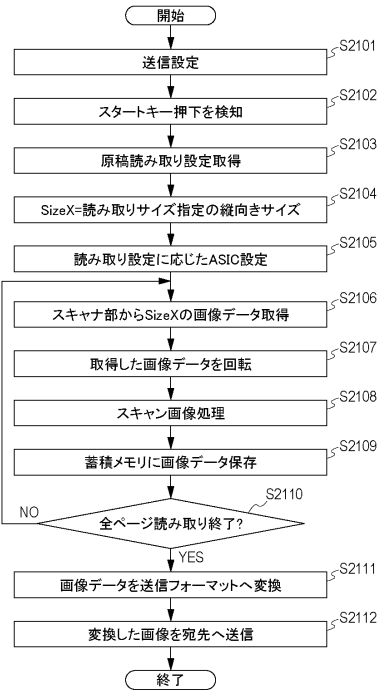 開始
S2101
送信設定
S2102
スタートキー押下を検知
S2103
原稿読み取り設定取得
S2104
SizeX=読み取りサイズ指定の縦向きサイズ
S2105
読み取り設定に応じたASIC設定
S2106
スキャナ部からSizeXの画像データ取得
S2107
取得した画像データを回転
S2108
スキャン画像処理
S2109
蓄積メモリに画像データ保存
S2110
NO
全ページ読み取り終了?
YES
S2111
画像データを送信フォーマットへ変換
S2112
変換した画像を宛先へ送信
終了